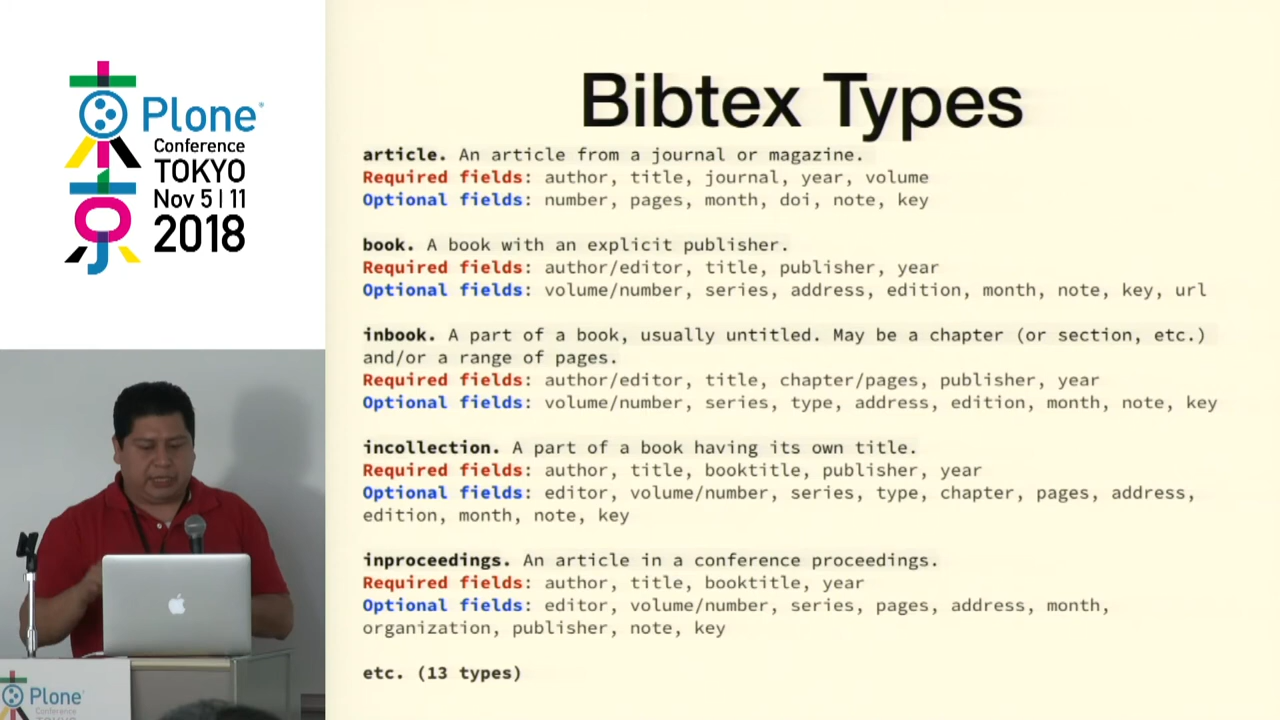 Plone
Conference
TOKYO
Nov 5 | 11
2018
Bibtex Types
article. An article from a journal or magazine.
Required fields: author, title, journal, year, volume
Optional fields: number, pages, month, doi, note, key
book. A book with an explicit publisher.
Required fields: author/editor, title, publisher, year
Optional fields: volume/number, series, address, edition, month, note, key, url
inbook. A part of a book, usually untitled. May be a chapter (or section, etc.)
and/or a range of pages.
Required fields: author/editor, title, chapter/pages, publisher, year
Optional fields: volume/number, series, type, address, edition, month, note, key
incollection. A part of a book having its own title.
Required fields: author, title, booktitle, publisher, year
Optional fields: editor, volume/number, series, type, chapter, pages, address,
edition, month, note, key
inproceedings. An article in a conference proceedings.
Required fields: author, title, booktitle, year
Optional fields: editor, volume/number, series, pages, address, month,
organization, publisher, note, key
etc. (13 types)
Plone
Conference
TOKYO